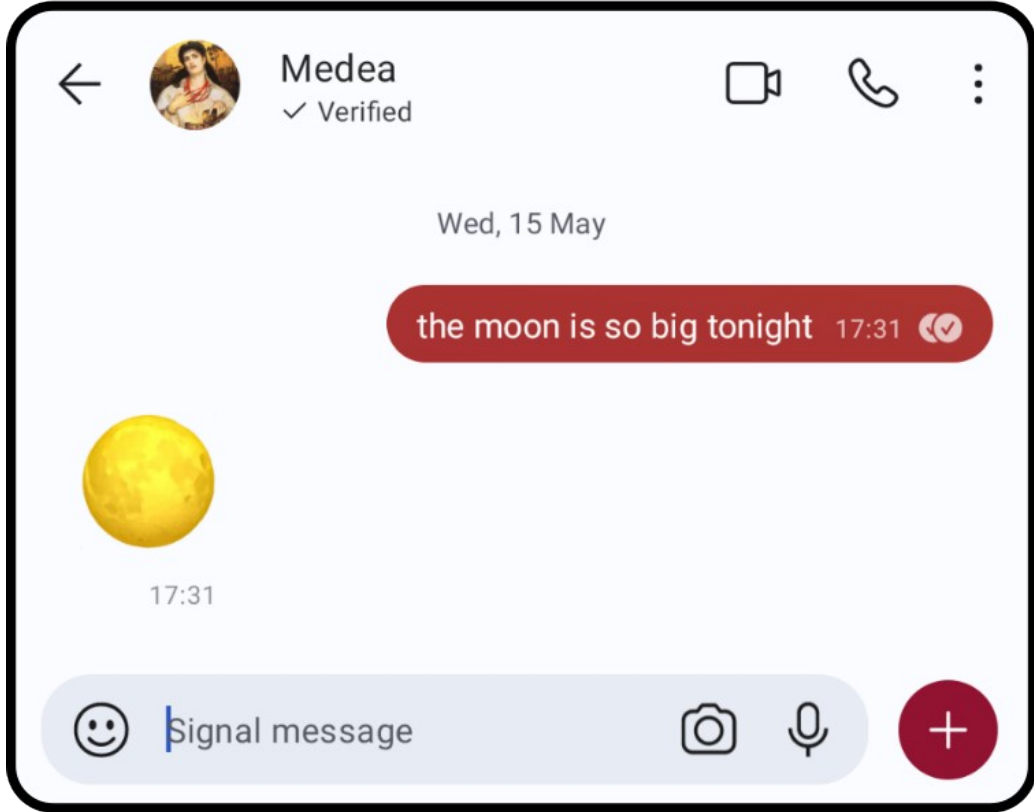 Medea
✓ Verified
Wed, 15 May
the moon is so big tonight 17:31
17:31
Signal message